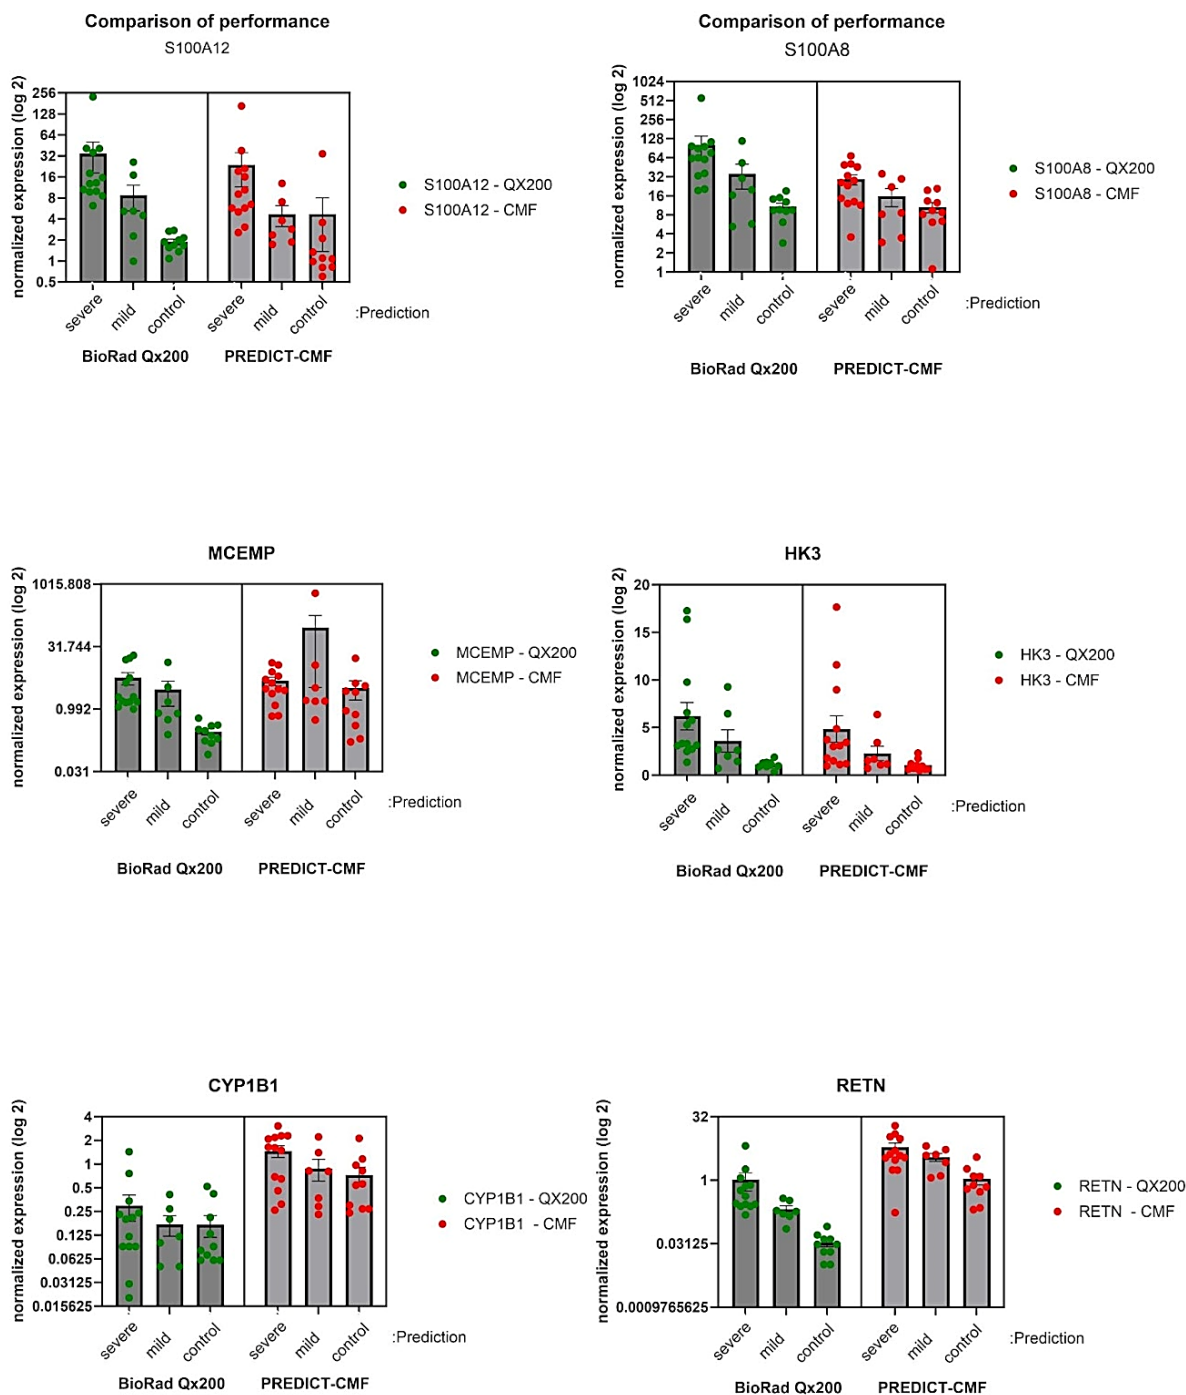 Comparison of performance
S100A12
normalized expression (log 2)
256
128
64
32
16
8
4
2
1
0.5
severe
mild
control
severe
mild
control
:Prediction
BioRad Qx200
PREDICT-CMF
S100A12 - QX200
S100A12 - CMF
Comparison of performance
S100A8
normalized expression (log 2)
1024
512
256
128
64
32
16
8
4
2
1
severe
mild
control
severe
mild
control
:Prediction
BioRad Qx200
PREDICT-CMF
S100A8 - QX200
S100A8 - CMF
MCEMP
normalized expression (log 2)
1015.808
31.744
0.992
0.031
severe
mild
control
severe
mild
control
:Prediction
BioRad Qx200
PREDICT-CMF
MCEMP - QX200
MCEMP - CMF
HK3
normalized expression (log 2)
20
15
10
5
0
severe
mild
control
severe
mild
control
:Prediction
BioRad Qx200
PREDICT-CMF
HK3 - QX200
HK3 - CMF
CYP1B1
normalized expression (log 2)
4
2
1
0.5
0.25
0.125
0.0625
0.03125
0.015625
severe
mild
control
severe
mild
control
:Prediction
BioRad Qx200
PREDICT-CMF
CYP1B1 - QX200
CYP1B1 - CMF
RETN
normalized expression (log 2)
32
1
0.03125
0.0009765625
severe
mild
control
severe
mild
control
:Prediction
BioRad Qx200
PREDICT-CMF
RETN - QX200
RETN - CMF